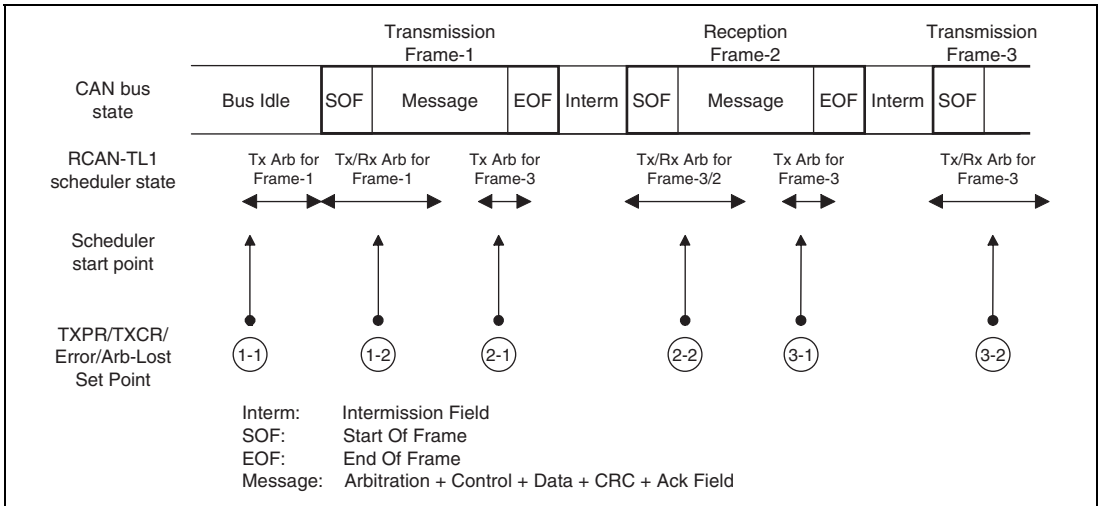 Transmission
Frame-1
Reception
Frame-2
Transmission
Frame-3
CAN bus
state
Bus Idle SOF Message EOF Interm SOF Message EOF Interm SOF
RCAN-TL1
scheduler state
Tx Arb for
Frame-1
Tx/Rx Arb for
Frame-1
Tx Arb for
Frame-3
Tx/Rx Arb for
Frame-3/2
Tx Arb for
Frame-3
Tx/Rx Arb for
Frame-3
Scheduler
start point
TXPR/TXCR/
Error/Arb-Lost
Set Point
1-1 1-2 2-1 2-2 3-1 3-2
Interm: Intermission Field
SOF: Start Of Frame
EOF: End Of Frame
Message: Arbitration + Control + Data + CRC + Ack Field